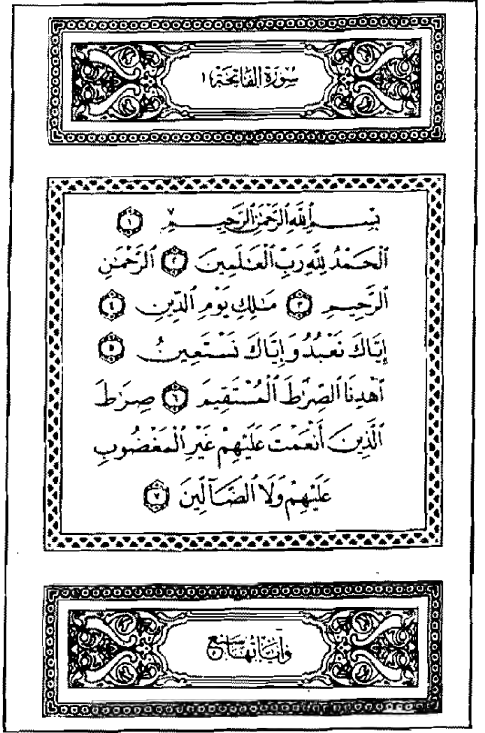 سُورَةُ الفَاتِحَة ١
بِسْمِ ٱللَّهِ ٱلرَّحْمَٰنِ ٱلرَّحِيمِ ١
ٱلْحَمْدُ لِلَّهِ رَبِّ ٱلْعَٰلَمِينَ ٢ ٱلرَّحْمَٰنِ
ٱلرَّحِيمِ ٣ مَٰلِكِ يَوْمِ ٱلدِّينِ ٤
إِيَّاكَ نَعْبُدُ وَإِيَّاكَ نَسْتَعِينُ ٥
ٱهْدِنَا ٱلصِّرَٰطَ ٱلْمُسْتَقِيمَ ٦ صِرَٰطَ
ٱلَّذِينَ أَنْعَمْتَ عَلَيْهِمْ غَيْرِ ٱلْمَغْضُوبِ
عَلَيْهِمْ وَلَا ٱلضَّآلِّينَ ٧
وَآيَاتُهَا سَبْع